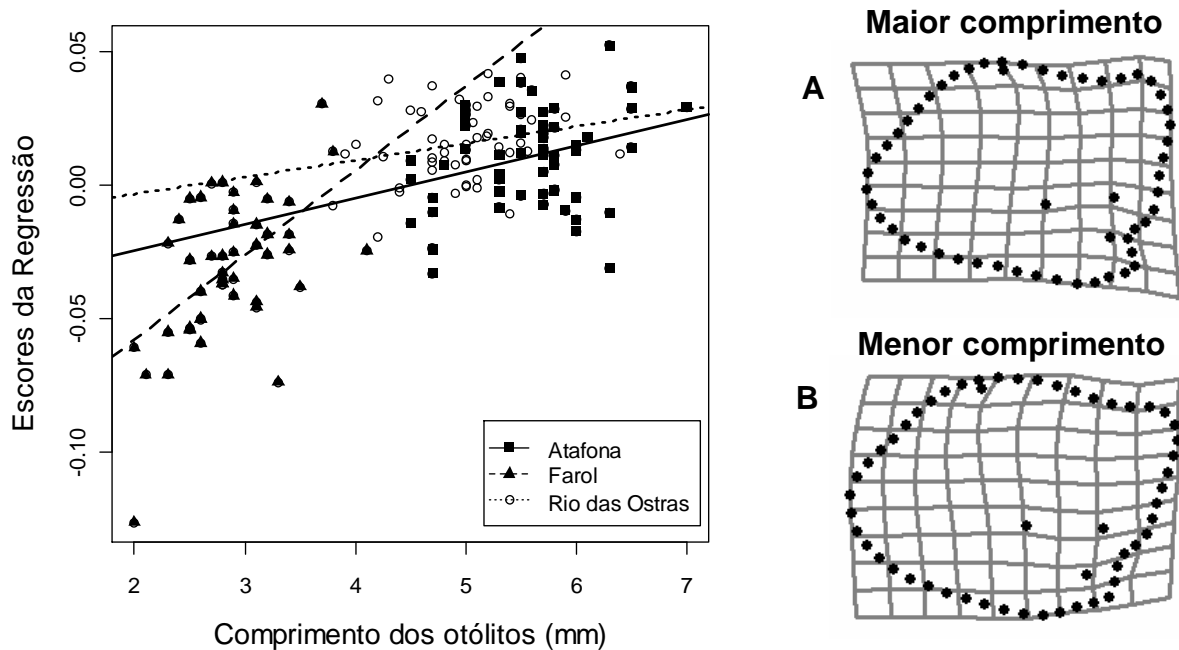 0.05
0.00
-0.05
-0.10
Escores da Regressão
2 3 4 5 6 7
Comprimento dos otólitos (mm)
Atafona
Farol
Rio das Ostras
Maior comprimento
A
Menor comprimento
B